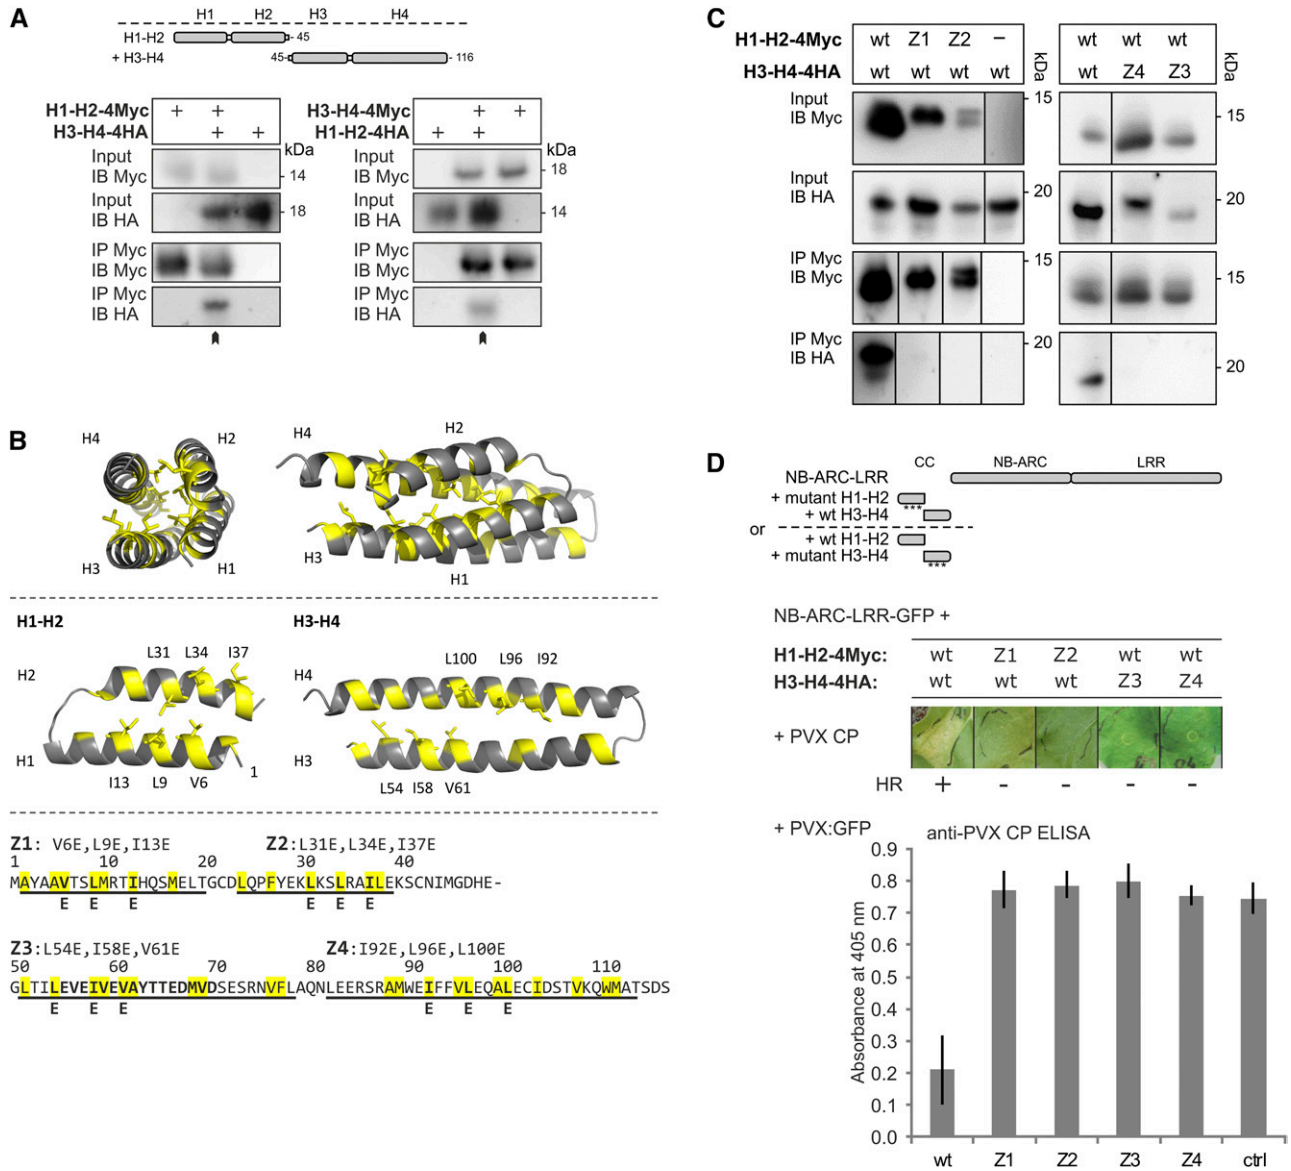 A
H1 H2 H3 H4
H1-H2 - 45
+ H3-H4 45- - 116
H1-H2-4Myc + +
H3-H4-4HA + +
kDa
Input
IB Myc - 14
Input
IB HA - 18
IP Myc
IB Myc
IP Myc
IB HA
H3-H4-4Myc + +
H1-H2-4HA + +
kDa
Input
IB Myc - 18
Input
IB HA - 14
IP Myc
IB Myc
IP Myc
IB HA
B
H4 H2
H3 H1
H4 H2
H3 H1
H1-H2
L31 L34 I37
H2
H1
I13 L9 V6 1
H3-H4
L100 L96 I92
H4
H3
L54 I58 V61
Z1: V6E,L9E,I13E Z2:L31E,L34E,I37E
1 10 20 30 40
MAYAAVTSLMRTIHQSMELTGCDLQPFYEKLKSLRAILEKSCNIMGDHE-
E E E E E E
Z3:L54E,I58E,V61E Z4:I92E,L96E,L100E
50 60 70 80 90 100 110
GLTILEVEIVEVAYTTEDMVDSESRNVFLAQNLEERSRAMWEIFFVLEQALECIDSTVKQWMATSDS
E E E E E E
C
H1-H2-4Myc wt Z1 Z2 – kDa wt wt wt kDa
H3-H4-4HA wt wt wt wt wt Z4 Z3
Input
IB Myc 15 15
Input
IB HA 20 20
IP Myc
IB Myc 15 15
IP Myc
IB HA 20 20
D
CC NB-ARC LRR
NB-ARC-LRR
+ mutant H1-H2
***
+ wt H3-H4
or
+ wt H1-H2
+ mutant H3-H4
***
NB-ARC-LRR-GFP +
H1-H2-4Myc: wt Z1 Z2 wt wt
H3-H4-4HA: wt wt wt Z3 Z4
+ PVX CP
HR + - - - -
+ PVX:GFP anti-PVX CP ELISA
Absorbance at 405 nm
0.9
0.8
0.7
0.6
0.5
0.4
0.3
0.2
0.1
0.0
wt Z1 Z2 Z3 Z4 ctrl